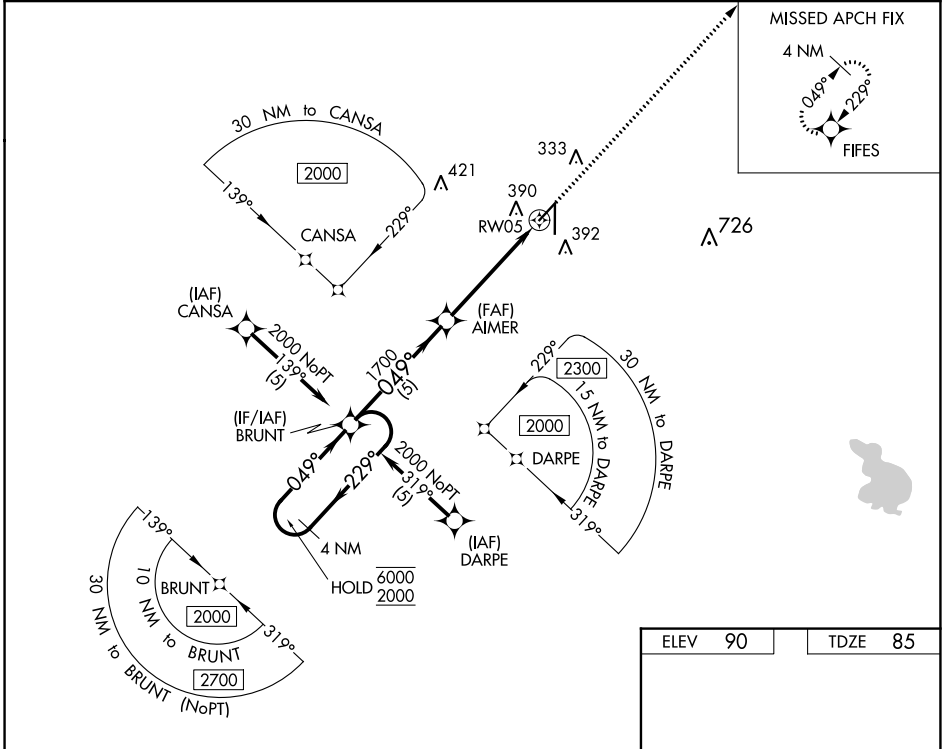 MISSED APCH FIX
4 NM
049°
229°
FIFES
30 NM to CANSA
2000
139°
229°
CANSA
421
333
390
RW05
392
726
(IAF)
CANSA
2000 NoPT
139°
(5)
(FAF)
AIMER
1700
049°
(5)
(IF/IAF)
BRUNT
049°
229°
2000 NoPT
319°
(5)
(IAF)
DARPE
4 NM
HOLD
6000
2000
229°
2300
30 NM to DARPE
15 NM to DARPE
2000
DARPE
319°
139°
BRUNT
2000
319°
10 NM to BRUNT
2700
30 NM to BRUNT (NoPT)
ELEV 90
TDZE 85